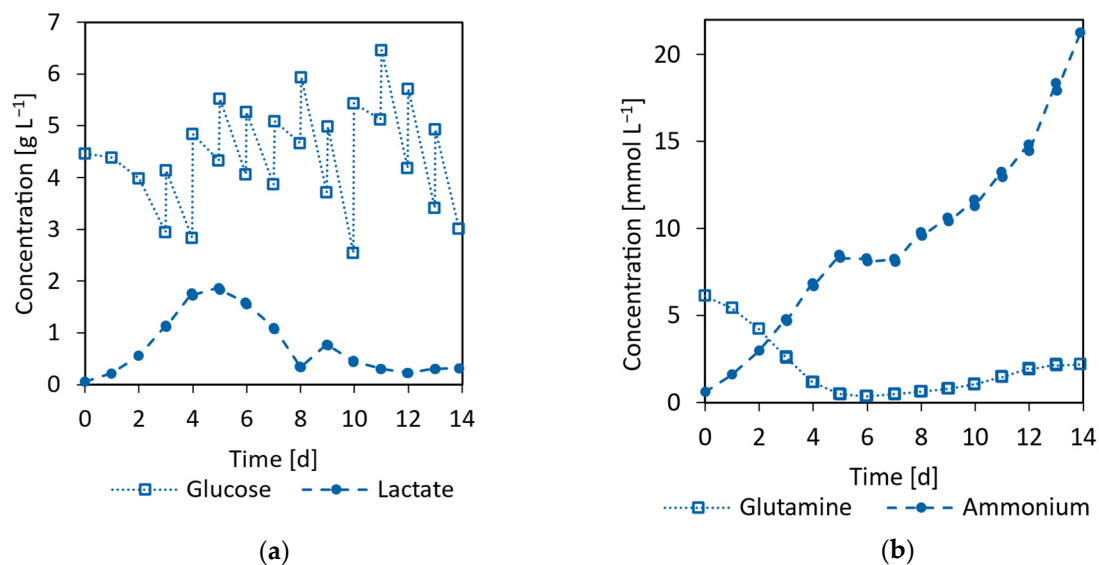 7
6
5
4
3
2
1
0
Concentration [g L⁻¹]
0 2 4 6 8 10 12 14
Time [d]
Glucose Lactate
(a)
20
15
10
5
0
Concentration [mmol L⁻¹]
0 2 4 6 8 10 12 14
Time [d]
Glutamine Ammonium
(b)